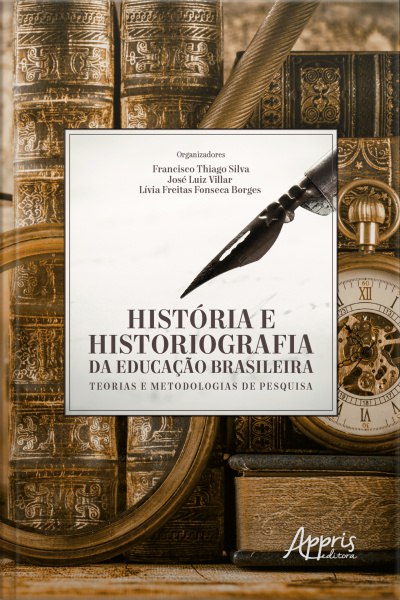 Organizadores
Francisco Thiago Silva
José Luiz Villar
Lívia Freitas Fonseca Borges
HISTÓRIA E
HISTORIOGRAFIA
DA EDUCAÇÃO BRASILEIRA
TEORIAS E METODOLOGIAS DE PESQUISA
XII
Appris
editora